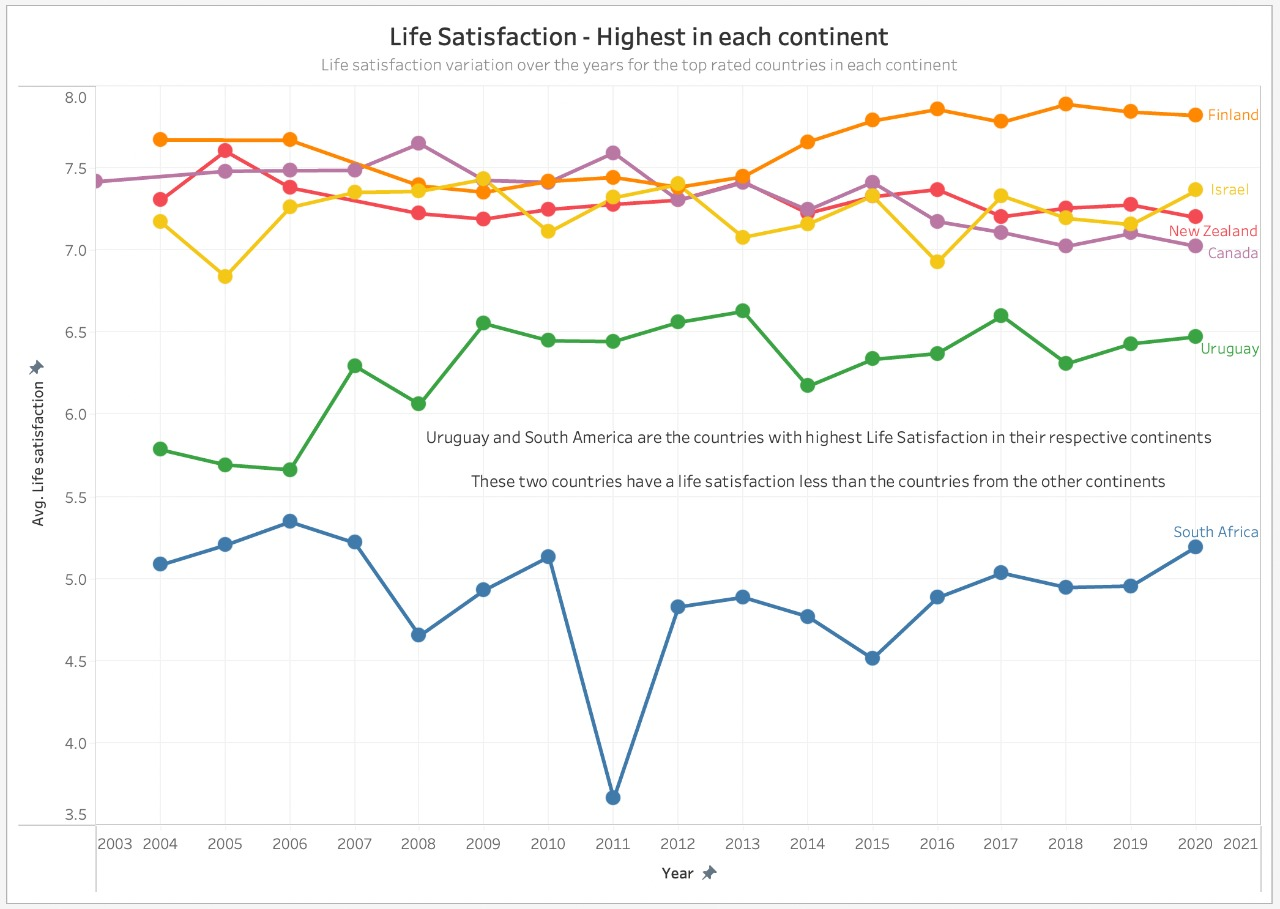 Life Satisfaction - Highest in each continent
Life satisfaction variation over the years for the top rated countries in each continent
8.0
Finland
7.5
Israel
New Zealand
7.0
Canada
6.5
Uruguay
6.0
Uruguay and South America are the countries with highest Life Satisfaction in their respective continents
These two countries have a life satisfaction less than the countries from the other continents
5.5
South Africa
5.0
4.5
4.0
3.5
Avg. Life satisfaction
2003 2004 2005 2006 2007 2008 2009 2010 2011 2012 2013 2014 2015 2016 2017 2018 2019 2020 2021
Year